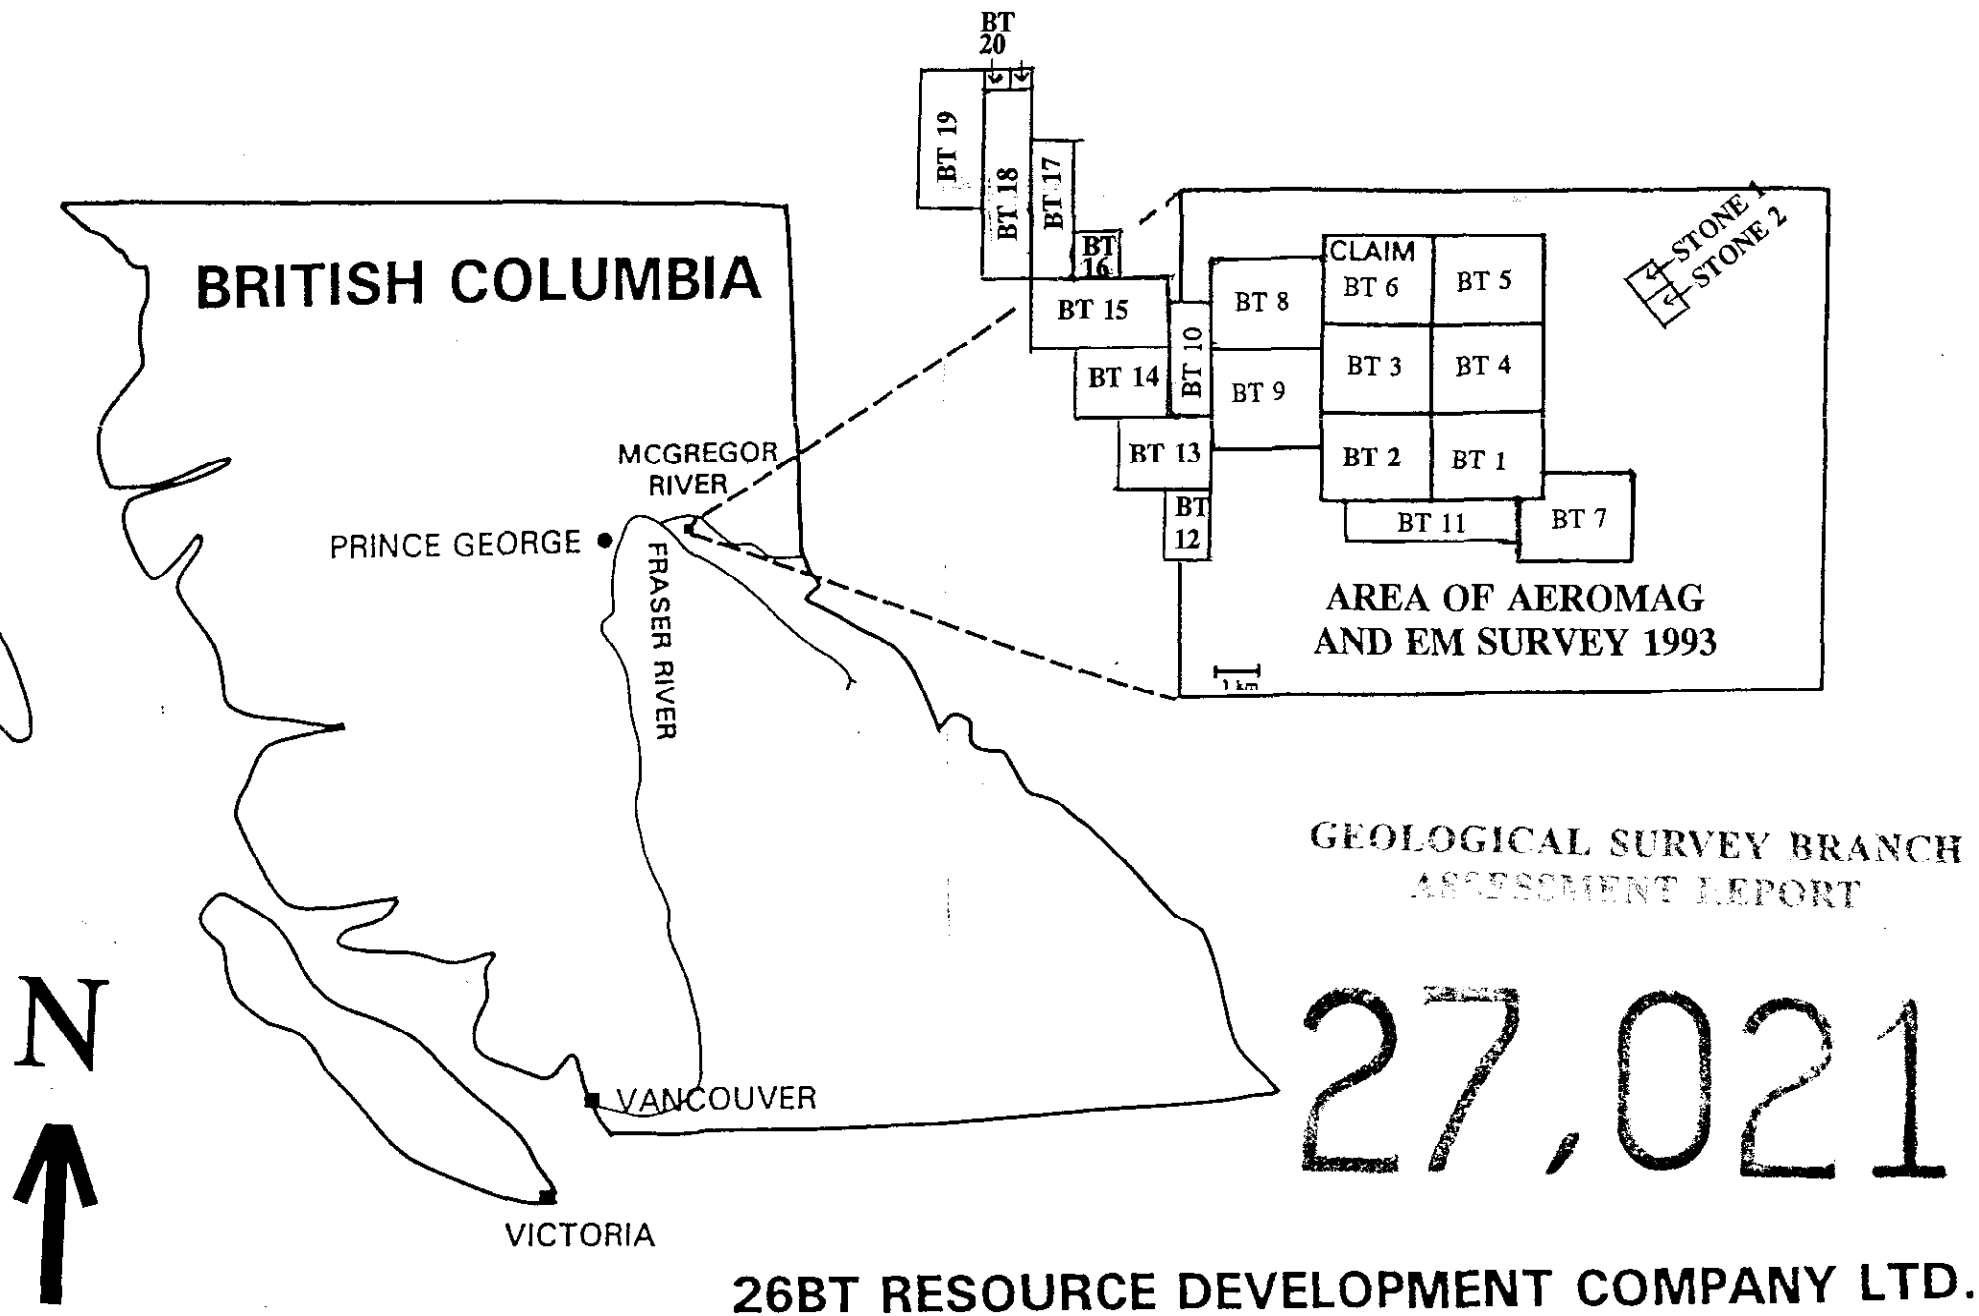 BT
20
BT 19
BT 18
BT 17
BT
16
BT 15
BT 14
BT 13
BT
12
BT 10
BT 8
BT 9
CLAIM
BT 6
BT 5
BT 3
BT 4
BT 2
BT 1
BT 11
BT 7
STONE 1
STONE 2
AREA OF AEROMAG
AND EM SURVEY 1993
1 km
BRITISH COLUMBIA
MCGREGOR
RIVER
PRINCE GEORGE
FRASER RIVER
VANCOUVER
VICTORIA
N
GEOLOGICAL SURVEY BRANCH
ASSESSMENT REPORT
27,021
26BT RESOURCE DEVELOPMENT COMPANY LTD.